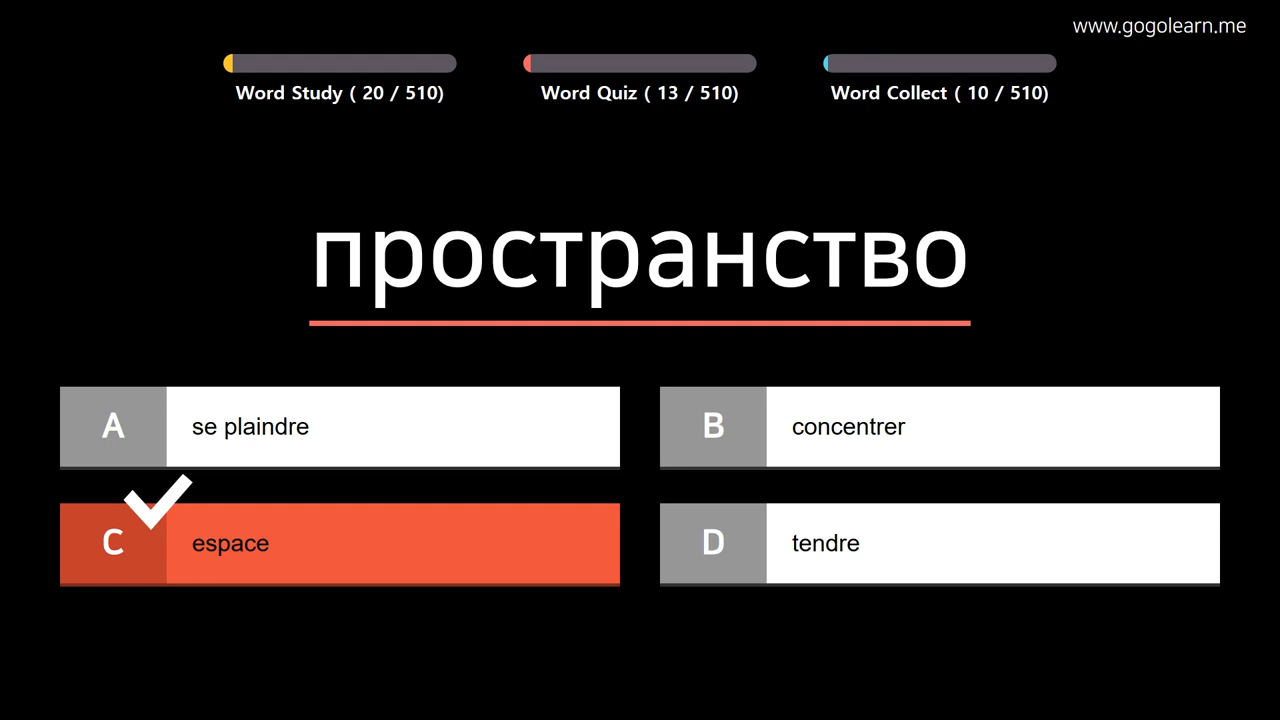 www.gogolearn.me
Word Study ( 20 / 510)
Word Quiz ( 13 / 510)
Word Collect ( 10 / 510)
пространство
A se plaindre
B concentrer
C espace
D tendre